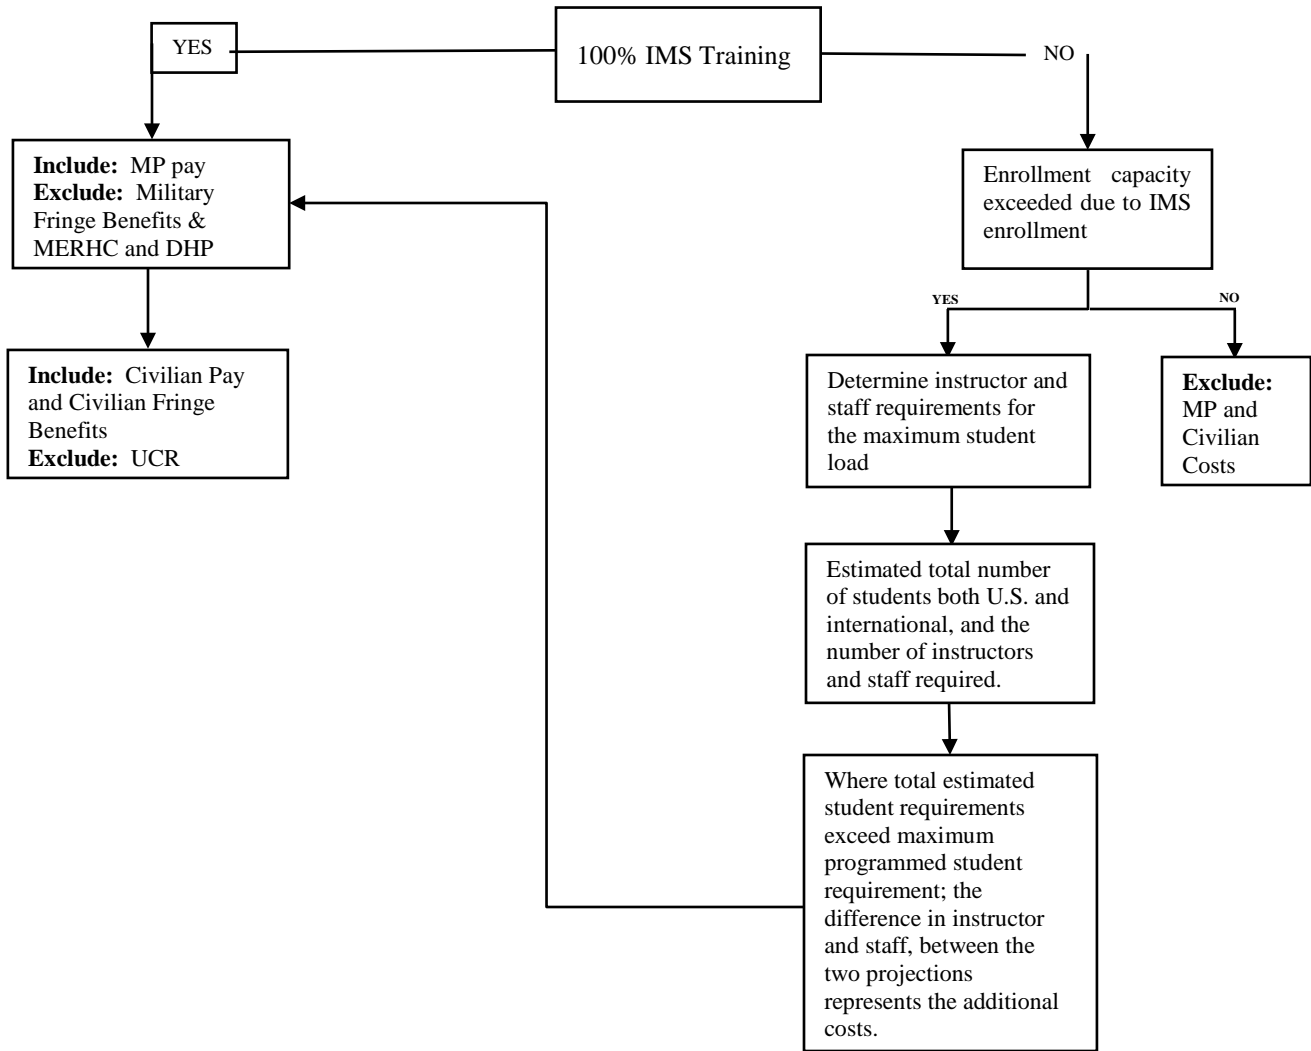 YES
100% IMS Training
NO
Include: MP pay
Exclude: Military
Fringe Benefits &
MERHC and DHP
Enrollment capacity
exceeded due to IMS
enrollment
YES
NO
Include: Civilian Pay
and Civilian Fringe
Benefits
Exclude: UCR
Determine instructor and
staff requirements for
the maximum student
load
Exclude:
MP and
Civilian
Costs
Estimated total number
of students both U.S. and
international, and the
number of instructors
and staff required.
Where total estimated
student requirements
exceed maximum
programmed student
requirement; the
difference in instructor
and staff, between the
two projections
represents the additional
costs.